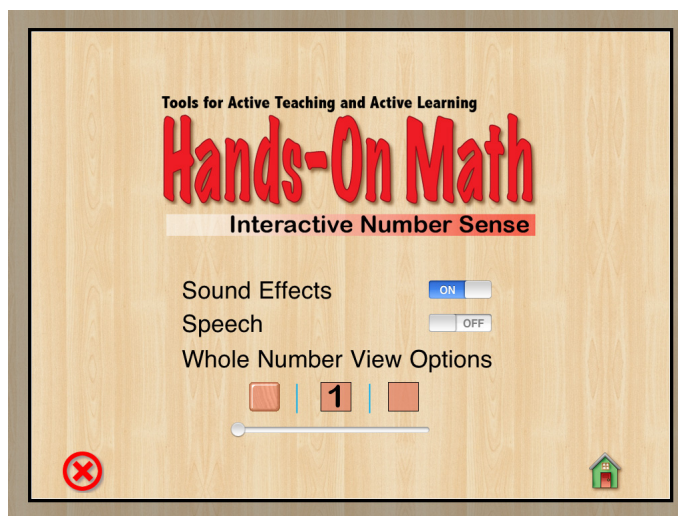 Tools for Active Teaching and Active Learning
Hands-On Math
Interactive Number Sense
Sound Effects ON
Speech OFF
Whole Number View Options
1